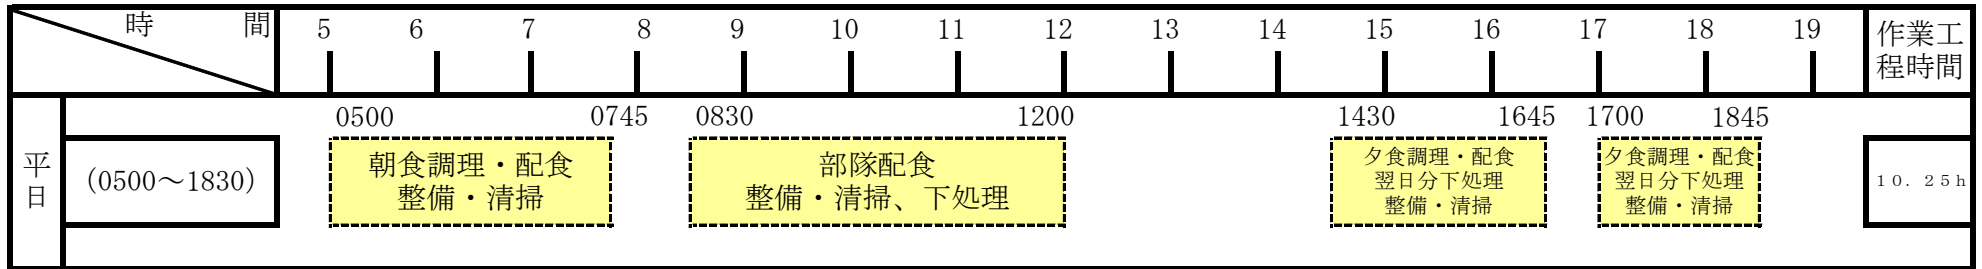 時　間 5 6 7 8 9 10 11 12 13 14 15 16 17 18 19 作業工
程時間
0500 0745 0830 1200 1430 1645 1700 1845
平
日
（0500～1830）
朝食調理・配食
整備・清掃
部隊配食
整備・清掃、下処理
夕食調理・配食
翌日分下処理
整備・清掃
夕食調理・配食
翌日分下処理
整備・清掃
１０．２５ｈ